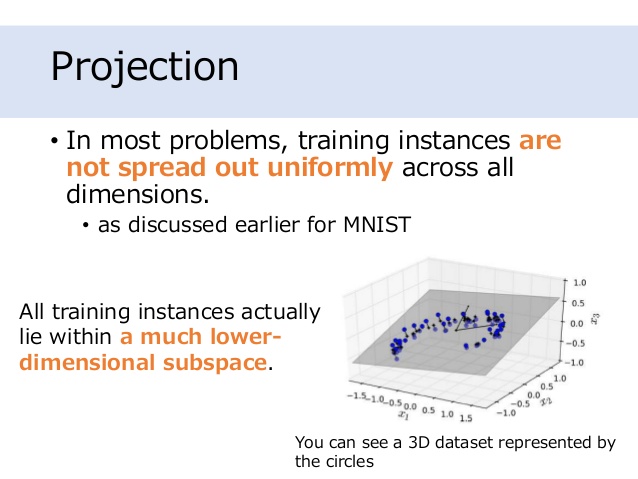 Projection
• In most problems, training instances are
not spread out uniformly across all
dimensions.
• as discussed earlier for MNIST
All training instances actually
lie within a much lower-
dimensional subspace.
1.0
0.5
0.0
−0.5
−1.0
x3
−1.5−1.0−0.5 0.0 0.5 1.0 1.5
x1
−1.0−0.5 0.0 0.5 1.0
x2
You can see a 3D dataset represented by
the circles